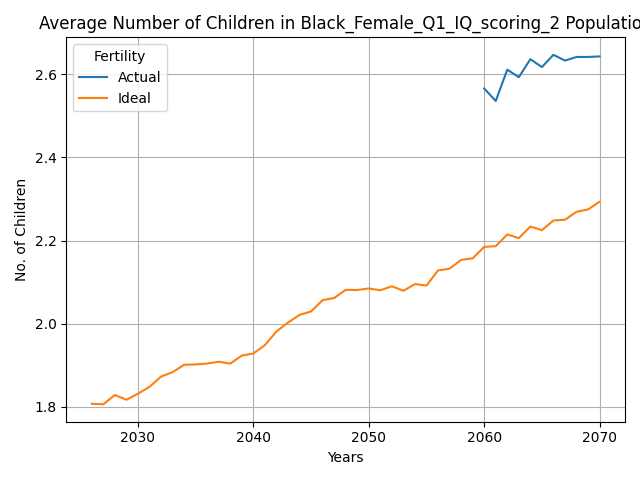 Average Number of Children in Black_Female_Q1_IQ_scoring_2 Populatio
Fertility
Actual
Ideal
2.6
2.4
2.2
2.0
1.8
No. of Children
2030 2040 2050 2060 2070
Years